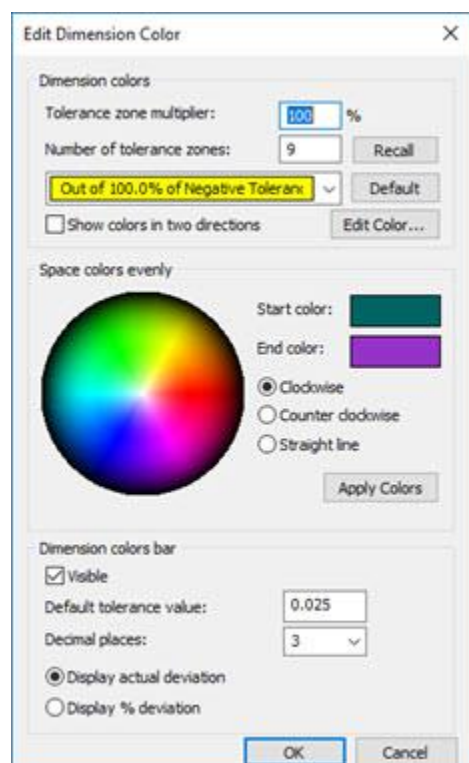 Edit Dimension Color
Dimension colors
Tolerance zone multiplier: 100 %
Number of tolerance zones: 9 Recall
Out of 100.0% of Negative Toleranc Default
Show colors in two directions Edit Color...
Space colors evenly
Start color:
End color:
Clockwise
Counter clockwise
Straight line
Apply Colors
Dimension colors bar
Visible
Default tolerance value: 0.025
Decimal places: 3
Display actual deviation
Display % deviation
OK Cancel